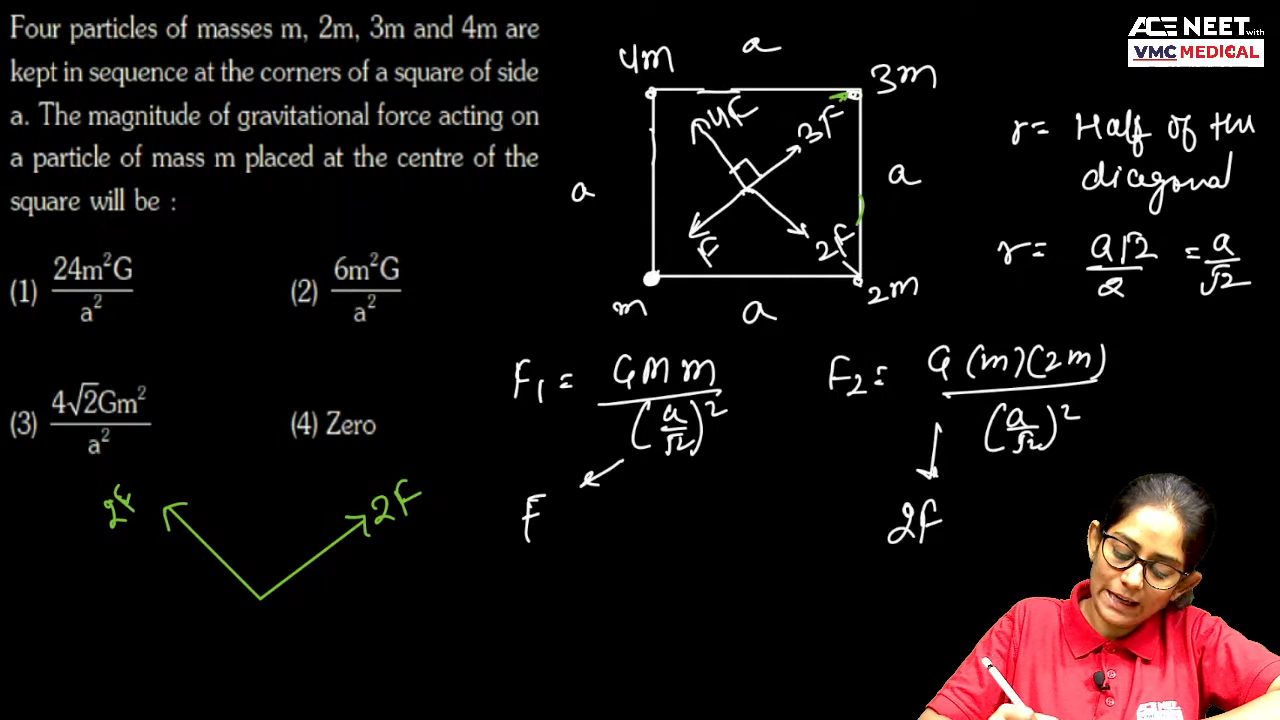 Four particles of masses m, 2m, 3m and 4m are
kept in sequence at the corners of a square of side
a. The magnitude of gravitational force acting on
a particle of mass m placed at the centre of the
square will be :
(1) 24m²G / a²
(2) 6m²G / a²
(3) 4√2Gm² / a²
(4) Zero
2F
2F
4m
a
3m
4F
3F
a
a
F
2F
m
a
2m
r = Half of the
diagonal
r = a√2 / 2 = a / √2
F₁ = GMm / (a/√2)²
F
F₂ = G(m)(2m) / (a/√2)²
2F
ACE NEET with
VMC MEDICAL